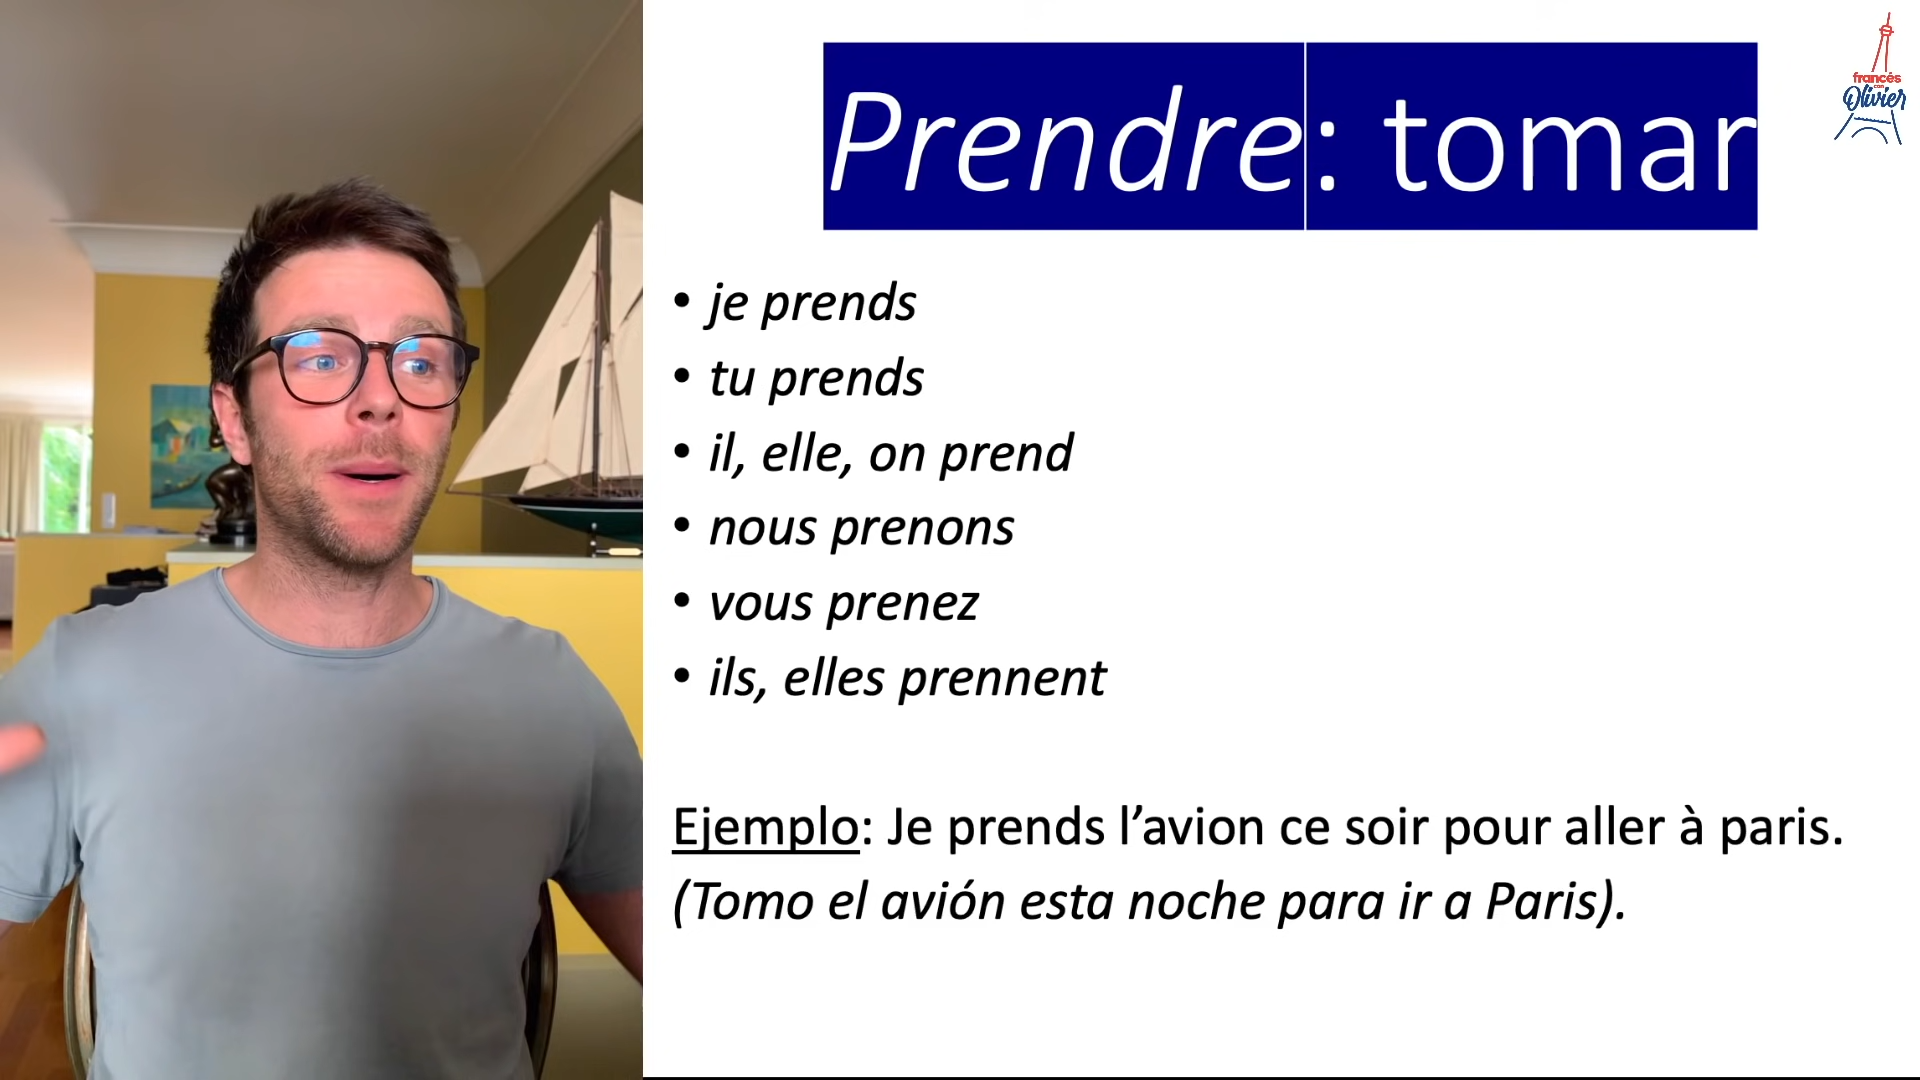 Prendre: tomar
francés
con
Olivier
• je prends
• tu prends
• il, elle, on prend
• nous prenons
• vous prenez
• ils, elles prennent
Ejemplo: Je prends l’avion ce soir pour aller à paris.
(Tomo el avión esta noche para ir a Paris).